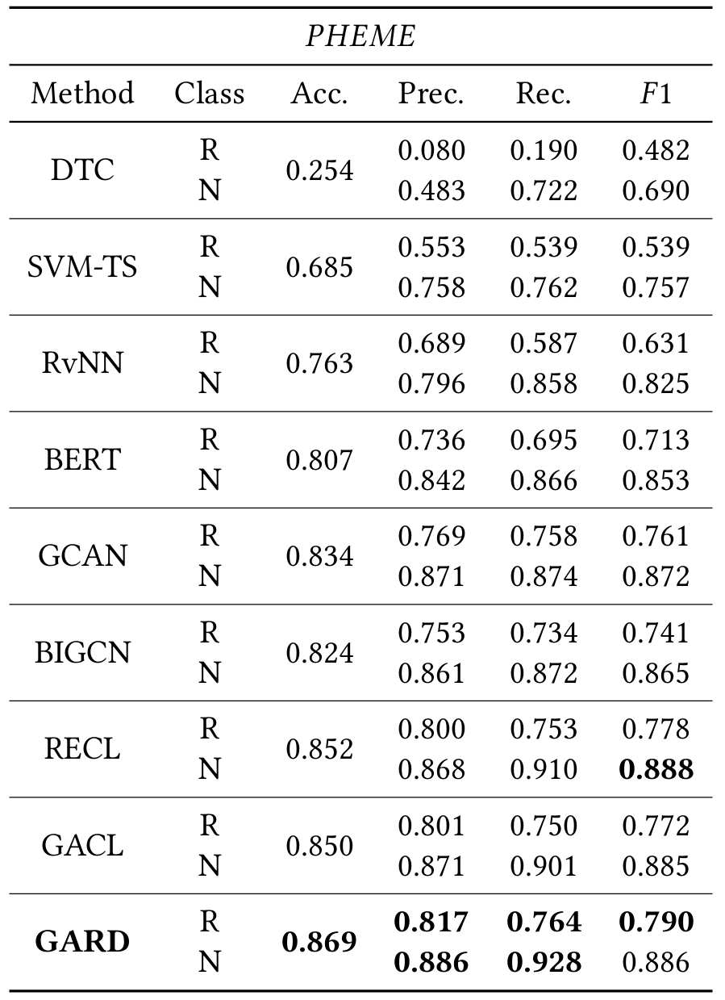 PHEME
Method Class Acc. Prec. Rec. F1
DTC R 0.254 0.080 0.190 0.482
N 0.483 0.722 0.690
SVM-TS R 0.685 0.553 0.539 0.539
N 0.758 0.762 0.757
RvNN R 0.763 0.689 0.587 0.631
N 0.796 0.858 0.825
BERT R 0.807 0.736 0.695 0.713
N 0.842 0.866 0.853
GCAN R 0.834 0.769 0.758 0.761
N 0.871 0.874 0.872
BIGCN R 0.824 0.753 0.734 0.741
N 0.861 0.872 0.865
RECL R 0.852 0.800 0.753 0.778
N 0.868 0.910 0.888
GACL R 0.850 0.801 0.750 0.772
N 0.871 0.901 0.885
GARD R 0.869 0.817 0.764 0.790
N 0.886 0.928 0.886